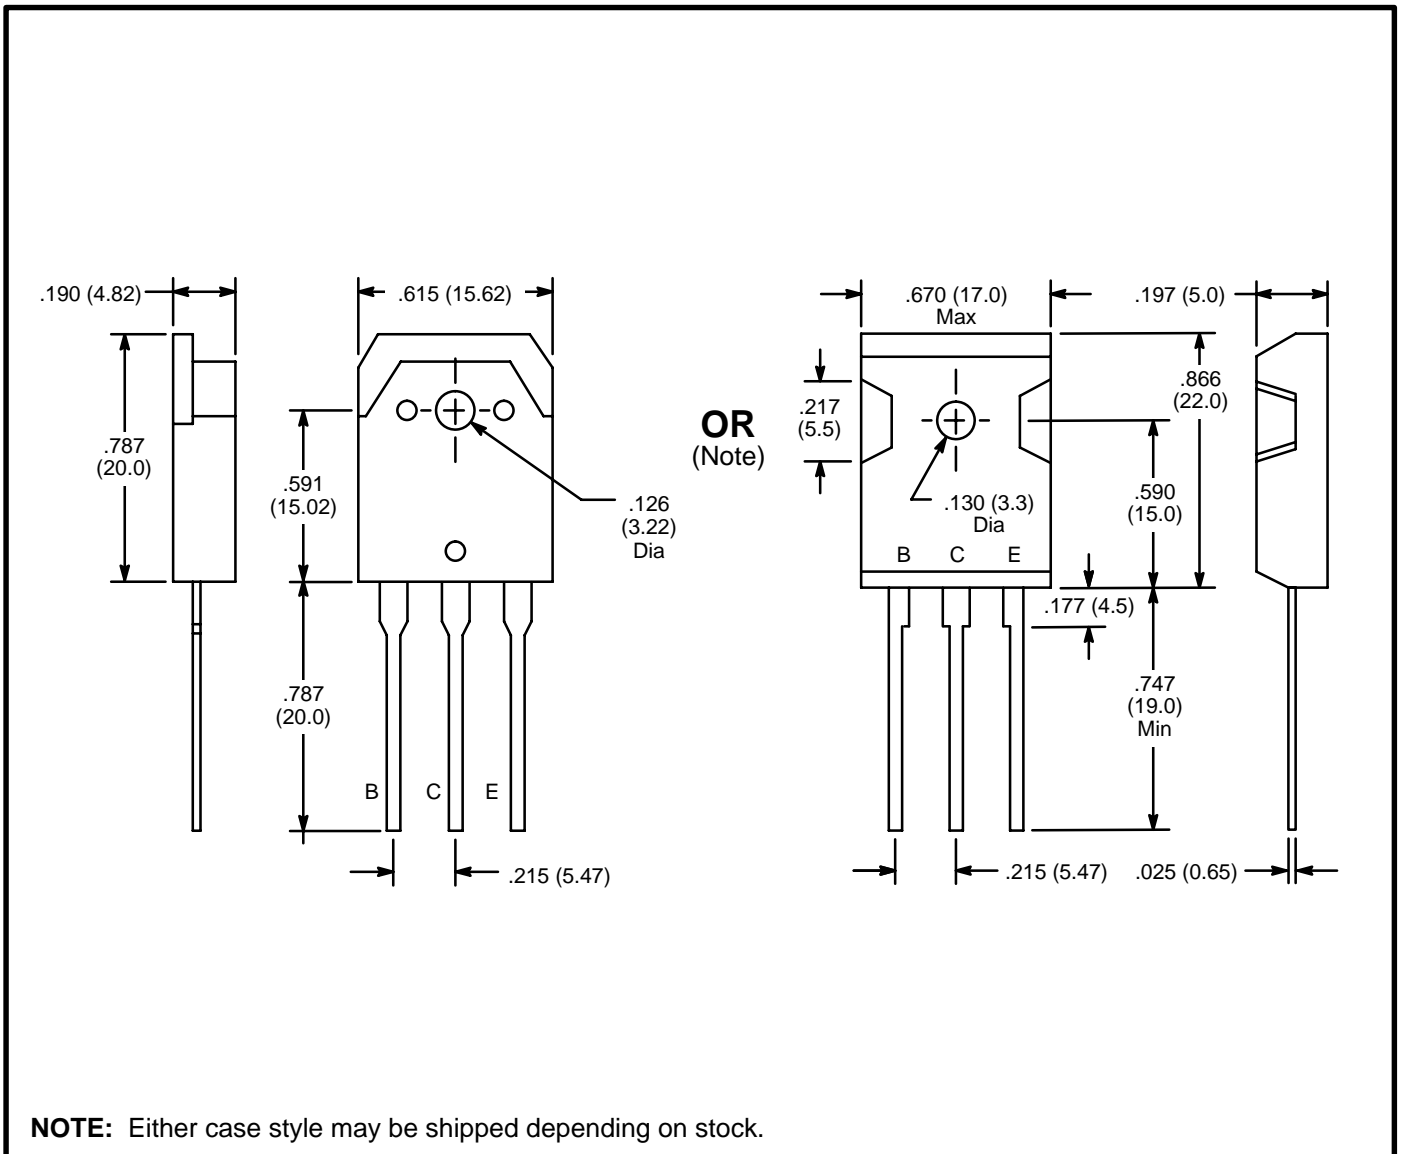 .190 (4.82)
.615 (15.62)
.787
(20.0)
.591
(15.02)
.126
(3.22)
Dia
.787
(20.0)
B C E
.215 (5.47)
OR
(Note)
.670 (17.0)
Max
.197 (5.0)
.866
(22.0)
.217
(5.5)
.130 (3.3)
Dia
.590
(15.0)
B C E
.177 (4.5)
.747
(19.0)
Min
.215 (5.47)
.025 (0.65)
NOTE: Either case style may be shipped depending on stock.